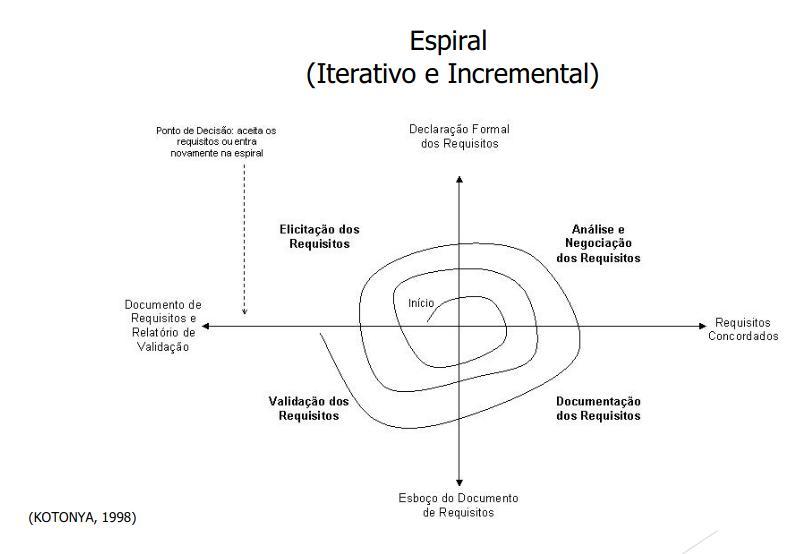 Espiral
(Iterativo e Incremental)
Ponto de Decisão: aceita os
requisitos ou entra
novamente na espiral
Declaração Formal
dos Requisitos
Elicitação dos
Requisitos
Análise e
Negociação
dos Requisitos
Início
Documento de
Requisitos e
Relatório de
Validação
Requisitos
Concordados
Validação dos
Requisitos
Documentação
dos Requisitos
Esboço do Documento
de Requisitos
(KOTONYA, 1998)